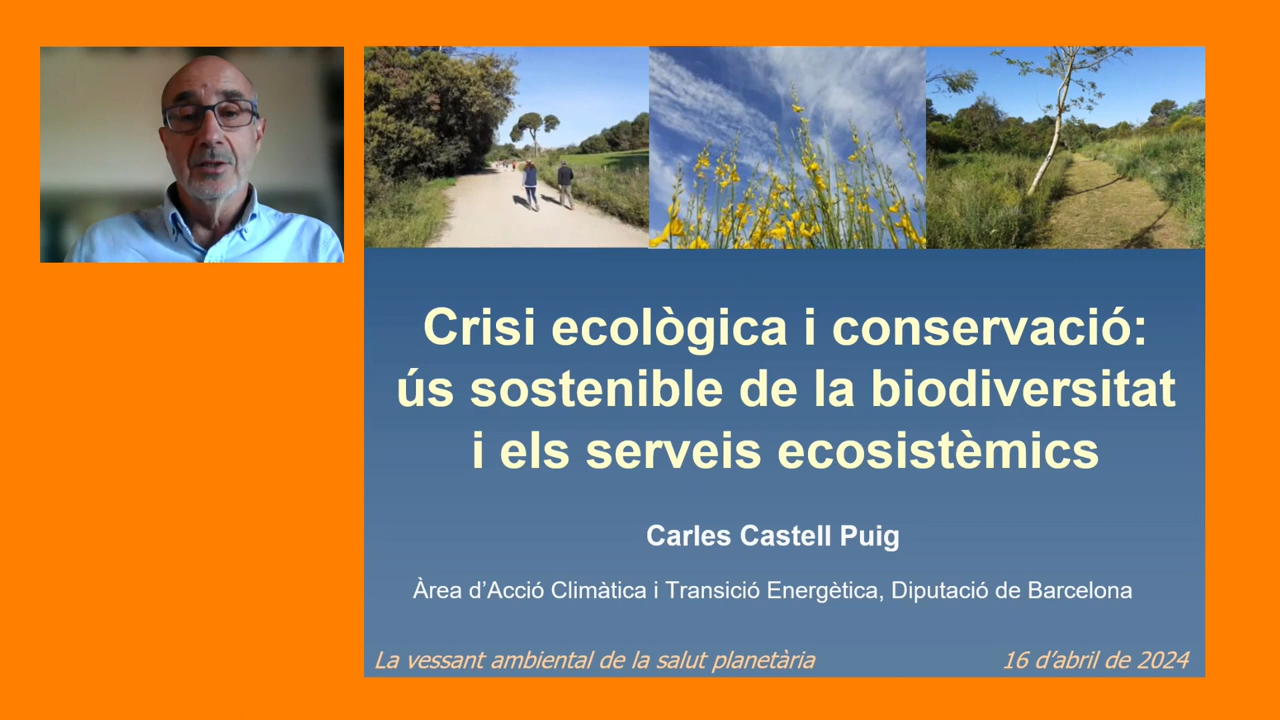 Crisi ecològica i conservació:
ús sostenible de la biodiversitat
i els serveis ecosistèmics
Carles Castell Puig
Àrea d’Acció Climàtica i Transició Energètica, Diputació de Barcelona
La vessant ambiental de la salut planetària
16 d’abril de 2024